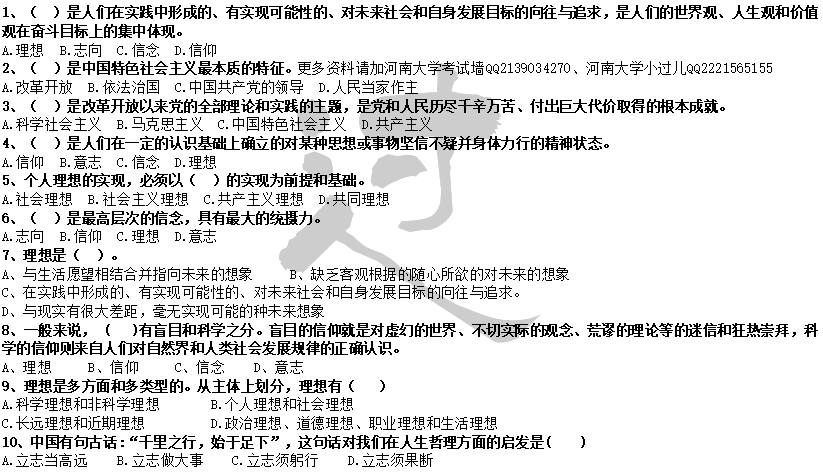 1、（　）是人们在实践中形成的、有实现可能性的、对未来社会和自身发展目标的向往与追求，是人们的世界观、人生观和价值
观在奋斗目标上的集中体现。
A.理想　B.志向　C.信念　D.信仰
2、（　）是中国特色社会主义最本质的特征。更多资料请加河南大学考试墙QQ2139034270、河南大学小过儿QQ2221565155
A.改革开放　B.依法治国　C.中国共产党的领导　D.人民当家作主
3、（　）是改革开放以来党的全部理论和实践的主题，是党和人民历尽千辛万苦、付出巨大代价取得的根本成就。
A.科学社会主义　B.马克思主义　C.中国特色社会主义　D.共产主义
4、（　）是人们在一定的认识基础上确立的对某种思想或事物坚信不疑并身体力行的精神状态。
A.信仰　B.意志　C.信念　D.理想
5、个人理想的实现，必须以（　）的实现为前提和基础。
A.社会理想　B.社会主义理想　C.共产主义理想　D.共同理想
6、（　）是最高层次的信念，具有最大的统摄力。
A.志向　B.信仰　C.理想　D.意志
7、理想是（　）。
A、与生活愿望相结合并指向未来的想象　　B、缺乏客观根据的随心所欲的对未来的想象
C、在实践中形成的、有实现可能性的、对未来社会和自身发展目标的向往与追求。
D、与现实有很大差距，毫无实现可能的种未来想象
8、一般来说，（　）有盲目和科学之分。盲目的信仰就是对虚幻的世界、不切实际的观念、荒谬的理论等的迷信和狂热崇拜，科
学的信仰则来自人们对自然界和人类社会发展规律的正确认识。
A、理想　　B、信仰　　C、信念　　D、意志
9、理想是多方面和多类型的。从主体上划分，理想有（　）
A.科学理想和非科学理想　　B.个人理想和社会理想
C.长远理想和近期理想　　D.政治理想、道德理想、职业理想和生活理想
10、中国有句古话：“千里之行，始于足下”，这句话对我们在人生哲理方面的启发是(　)
A.立志当高远　　B.立志做大事　　C.立志须躬行　　D.立志须果断